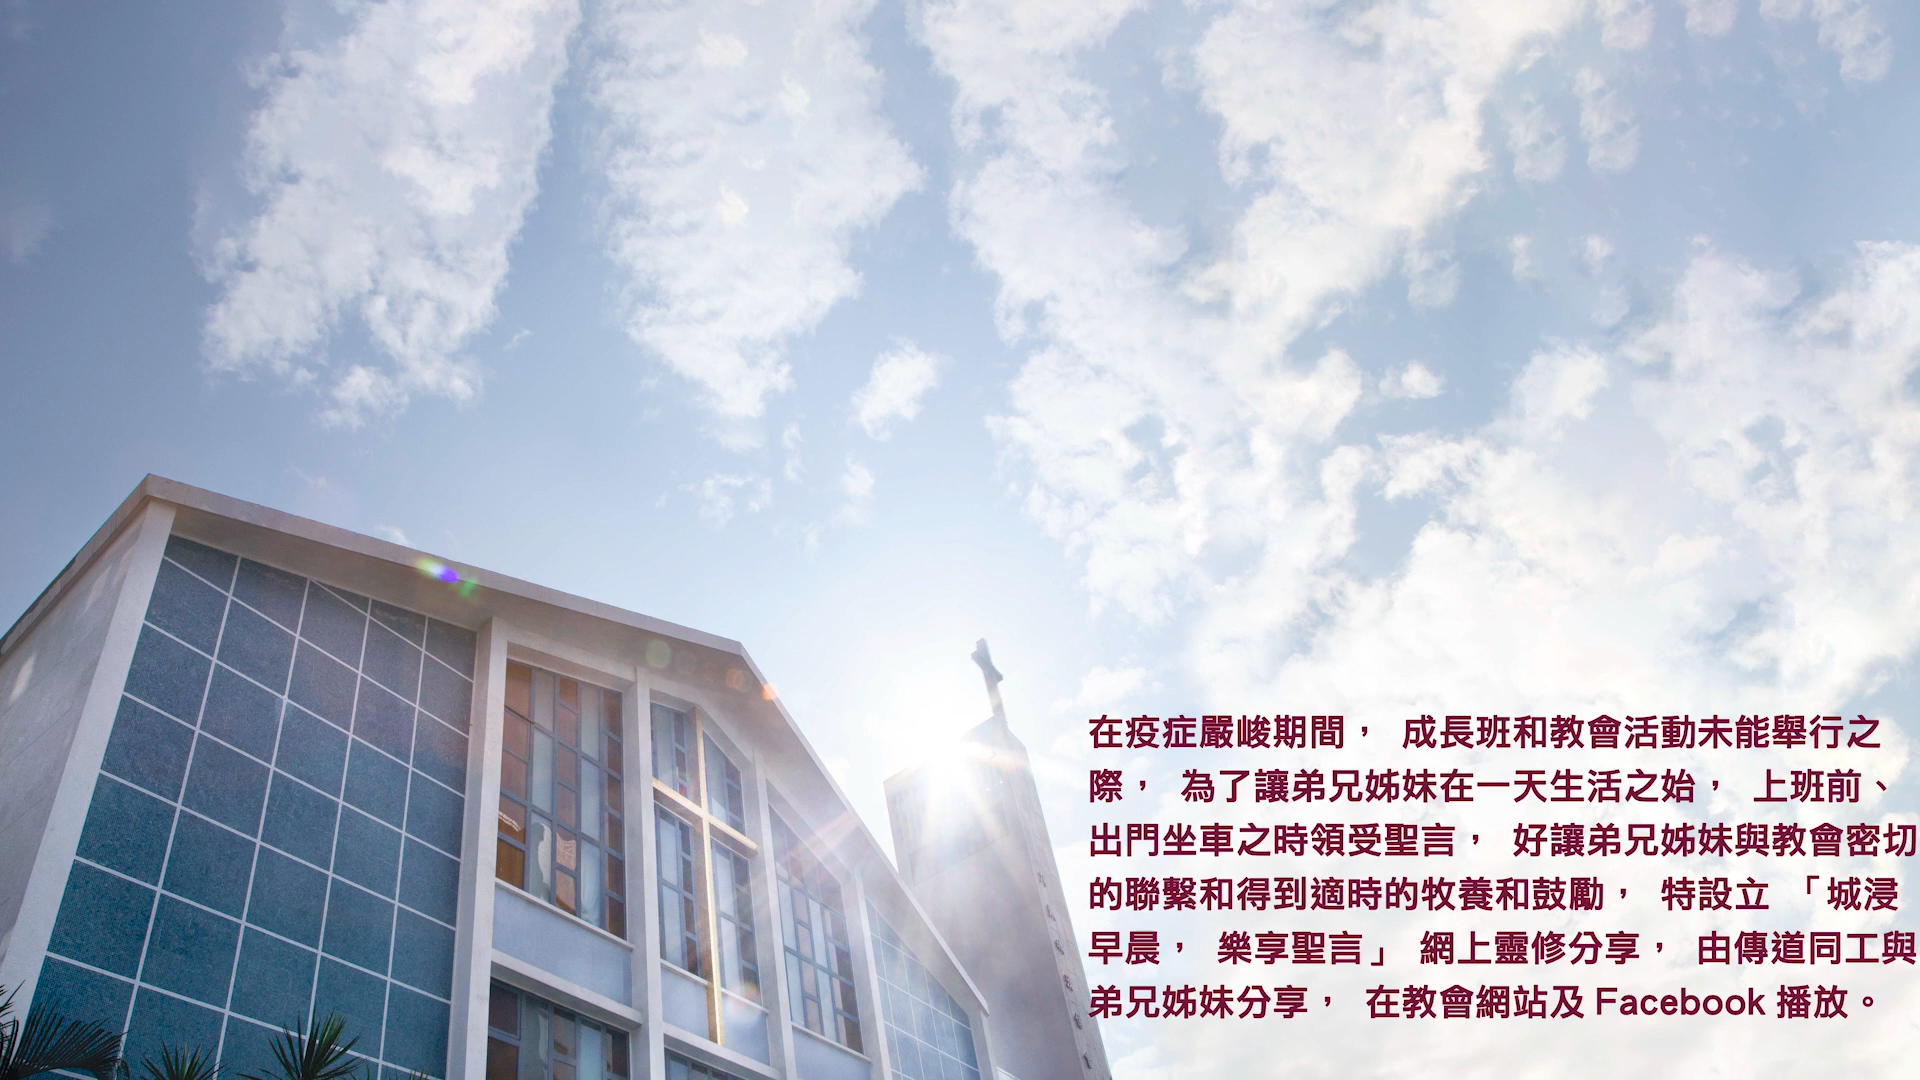 在疫症嚴峻期間， 成長班和教會活動未能舉行之
際， 為了讓弟兄姊妹在一天生活之始， 上班前、
出門坐車之時領受聖言， 好讓弟兄姊妹與教會密切
的聯繫和得到適時的牧養和鼓勵， 特設立 「城浸
早晨， 樂享聖言」 網上靈修分享， 由傳道同工與
弟兄姊妹分享， 在教會網站及 Facebook 播放。